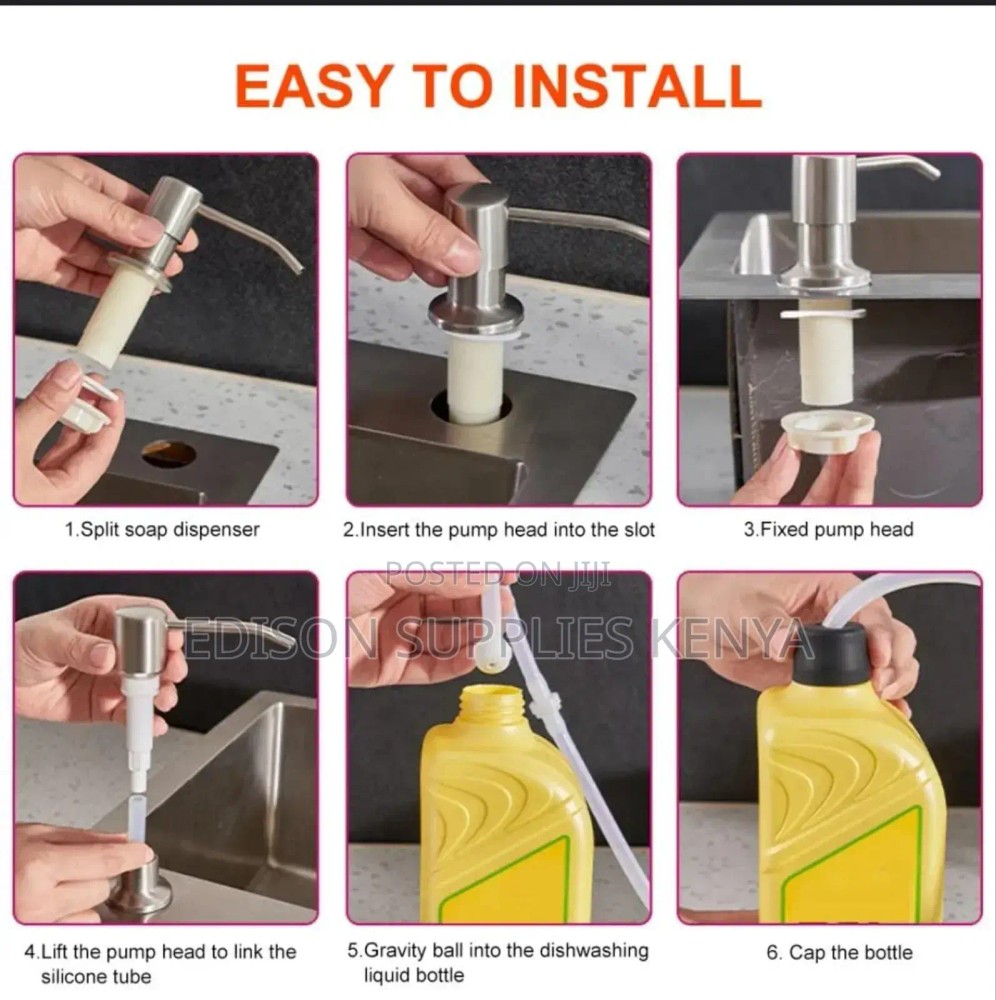 EASY TO INSTALL
1.Split soap dispenser
2.Insert the pump head into the slot
3.Fixed pump head
POSTED ON JIJI
EDISON SUPPLIES KENYA
4.Lift the pump head to link the
silicone tube
5.Gravity ball into the dishwashing
liquid bottle
6. Cap the bottle